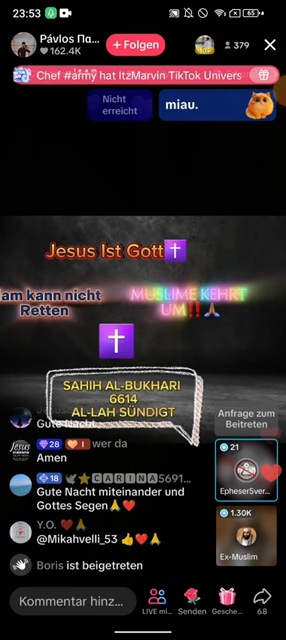 23:53
65
Pávlos Πα...
162.4K
+ Folgen
379
Chef #army hat ItzMarvin TikTok Univers
Nicht
erreicht
miau.
Jesus Ist Gott✝️
am kann nicht
Retten
MUSLIME KEHRT
UM‼️🙏🏽
✝️
SAHIH AL-BUKHARI
6614
AL-LAH SÜNDIGT
Gute Nacht
28 I wer da
Amen
18 🕊⭐CARINA5691...
Gute Nacht miteinander und
Gottes Segen🙏❤️
Y.O. ❤️🙏
@Mikahvelli_53 👍❤️🙏
Boris ist beigetreten
Anfrage zum
Beitreten
21
Epheser5ver...
1.30K
Ex-Muslim
Kommentar hinz...
LIVE mi...
Senden
Gesche...
68